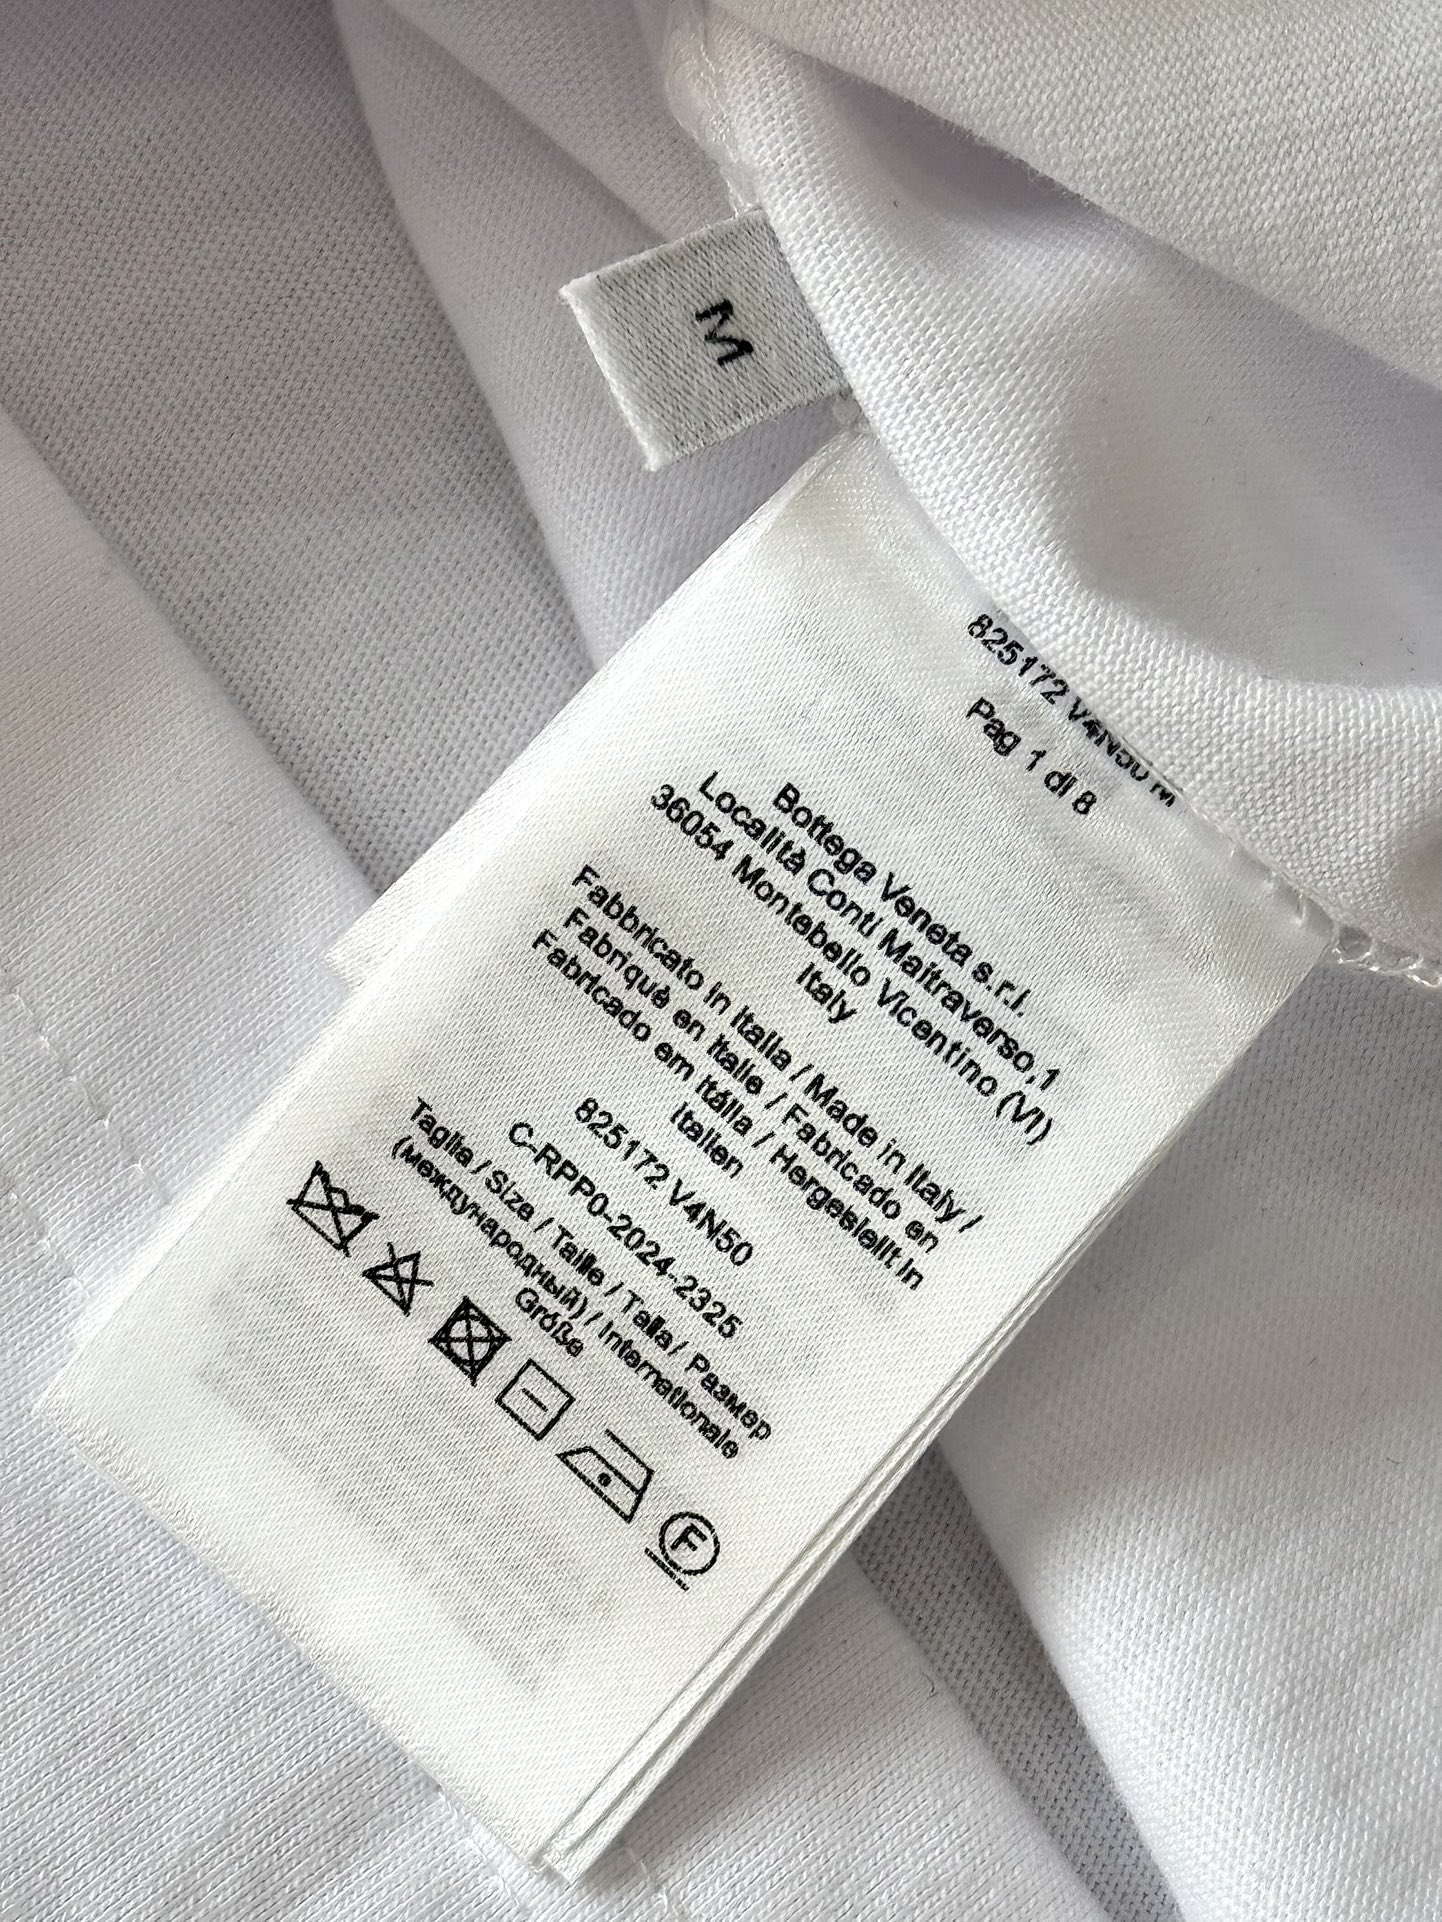 M
825172 V4N50 M
Pag 1 di 8
Bottega Veneta s.r.l.
Località Conti Maltraverso,1
36054 Montebello Vicentino (VI)
Italy
Fabbricato in Italia / Made in Italy /
Fabriqué en Italie / Fabricado en
Fabricado em Itália / Hergestellt in
Italien
825172 V4N50
C-RPP0-2024-2325
Taglia / Size / Taille / Talla / Размер
(международный) / Internationale
Größe
F